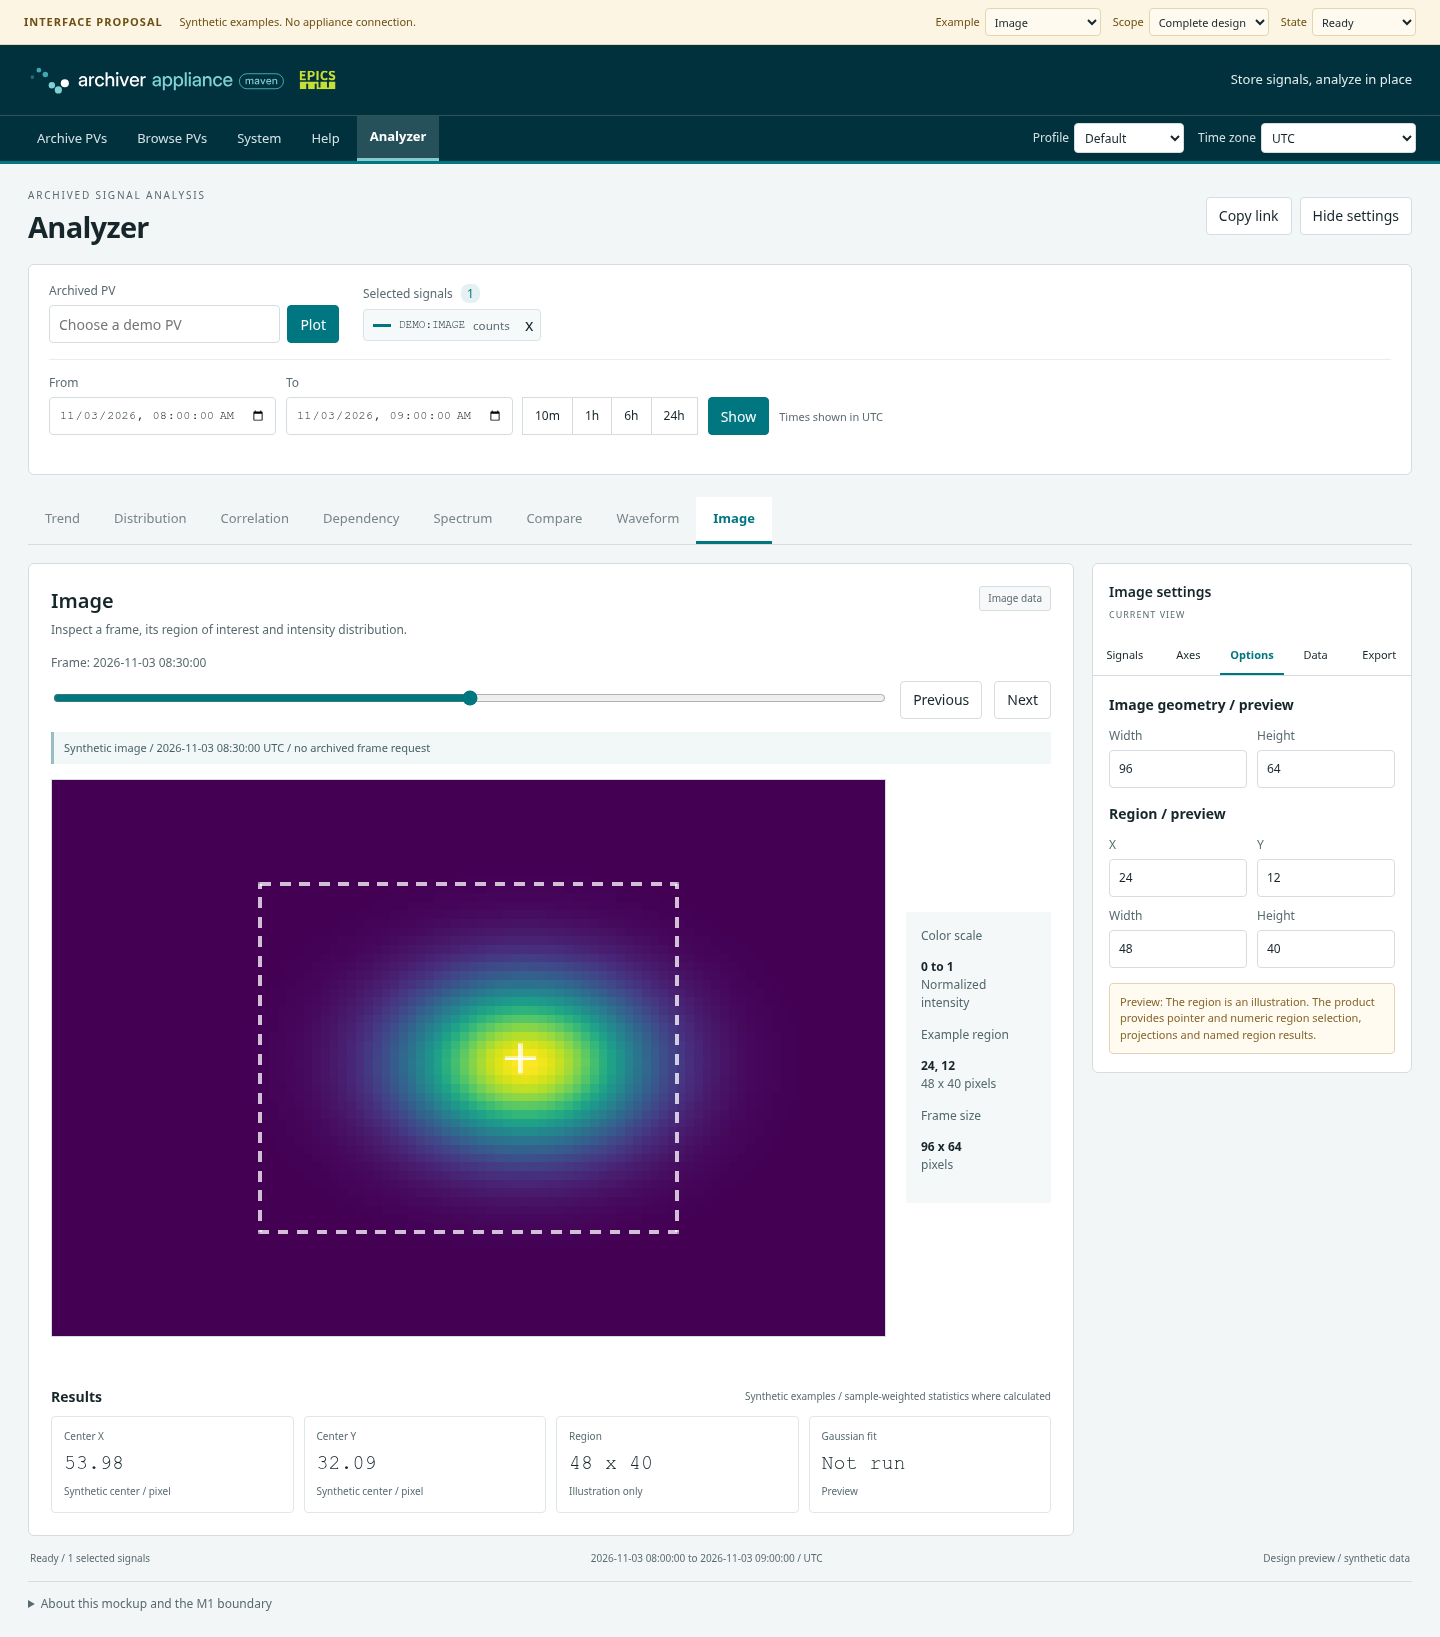 INTERFACE PROPOSAL Synthetic examples. No appliance connection. Example Image Scope Complete design State Ready
archiver appliance maven EPICS Store signals, analyze in place
Archive PVs Browse PVs System Help Analyzer Profile Default Time zone UTC
ARCHIVED SIGNAL ANALYSIS
Analyzer Copy link Hide settings
Archived PV Selected signals 1
Choose a demo PV Plot DEMO:IMAGE counts X
From To
11/03/2026, 08:00:00 AM 11/03/2026, 09:00:00 AM 10m 1h 6h 24h Show Times shown in UTC
Trend Distribution Correlation Dependency Spectrum Compare Waveform Image
Image Image data
Inspect a frame, its region of interest and intensity distribution.
Frame: 2026-11-03 08:30:00
Previous Next
Synthetic image / 2026-11-03 08:30:00 UTC / no archived frame request
Color scale
0 to 1
Normalized
intensity
Example region
24, 12
48 x 40 pixels
Frame size
96 x 64
pixels
Image settings
CURRENT VIEW
Signals Axes Options Data Export
Image geometry / preview
Width Height
96 64
Region / preview
X Y
24 12
Width Height
48 40
Preview: The region is an illustration. The product
provides pointer and numeric region selection,
projections and named region results.
Results Synthetic examples / sample-weighted statistics where calculated
Center X Center Y Region Gaussian fit
53.98 32.09 48 x 40 Not run
Synthetic center / pixel Synthetic center / pixel Illustration only Preview
Ready / 1 selected signals 2026-11-03 08:00:00 to 2026-11-03 09:00:00 / UTC Design preview / synthetic data
About this mockup and the M1 boundary